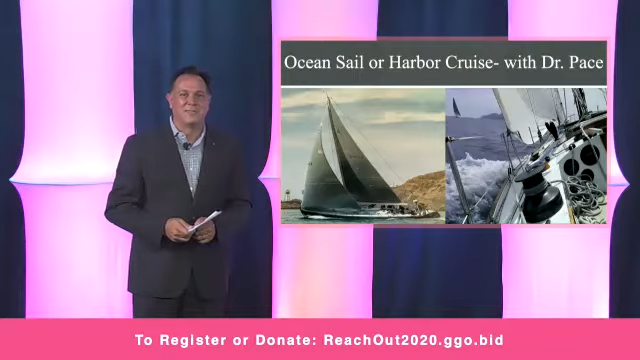 Ocean Sail or Harbor Cruise- with Dr. Pace
To Register or Donate: ReachOut2020.ggo.bid